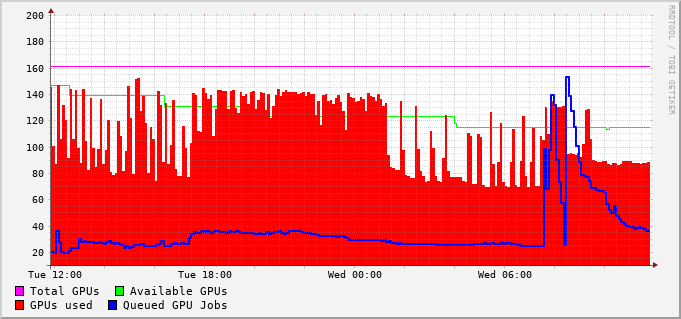 200
180
160
140
120
100
80
60
40
20
Tue 12:00 Tue 18:00 Wed 00:00 Wed 06:00
Total GPUs Available GPUs
GPUs used Queued GPU Jobs
RRDTOOL / TOBI OETIKER